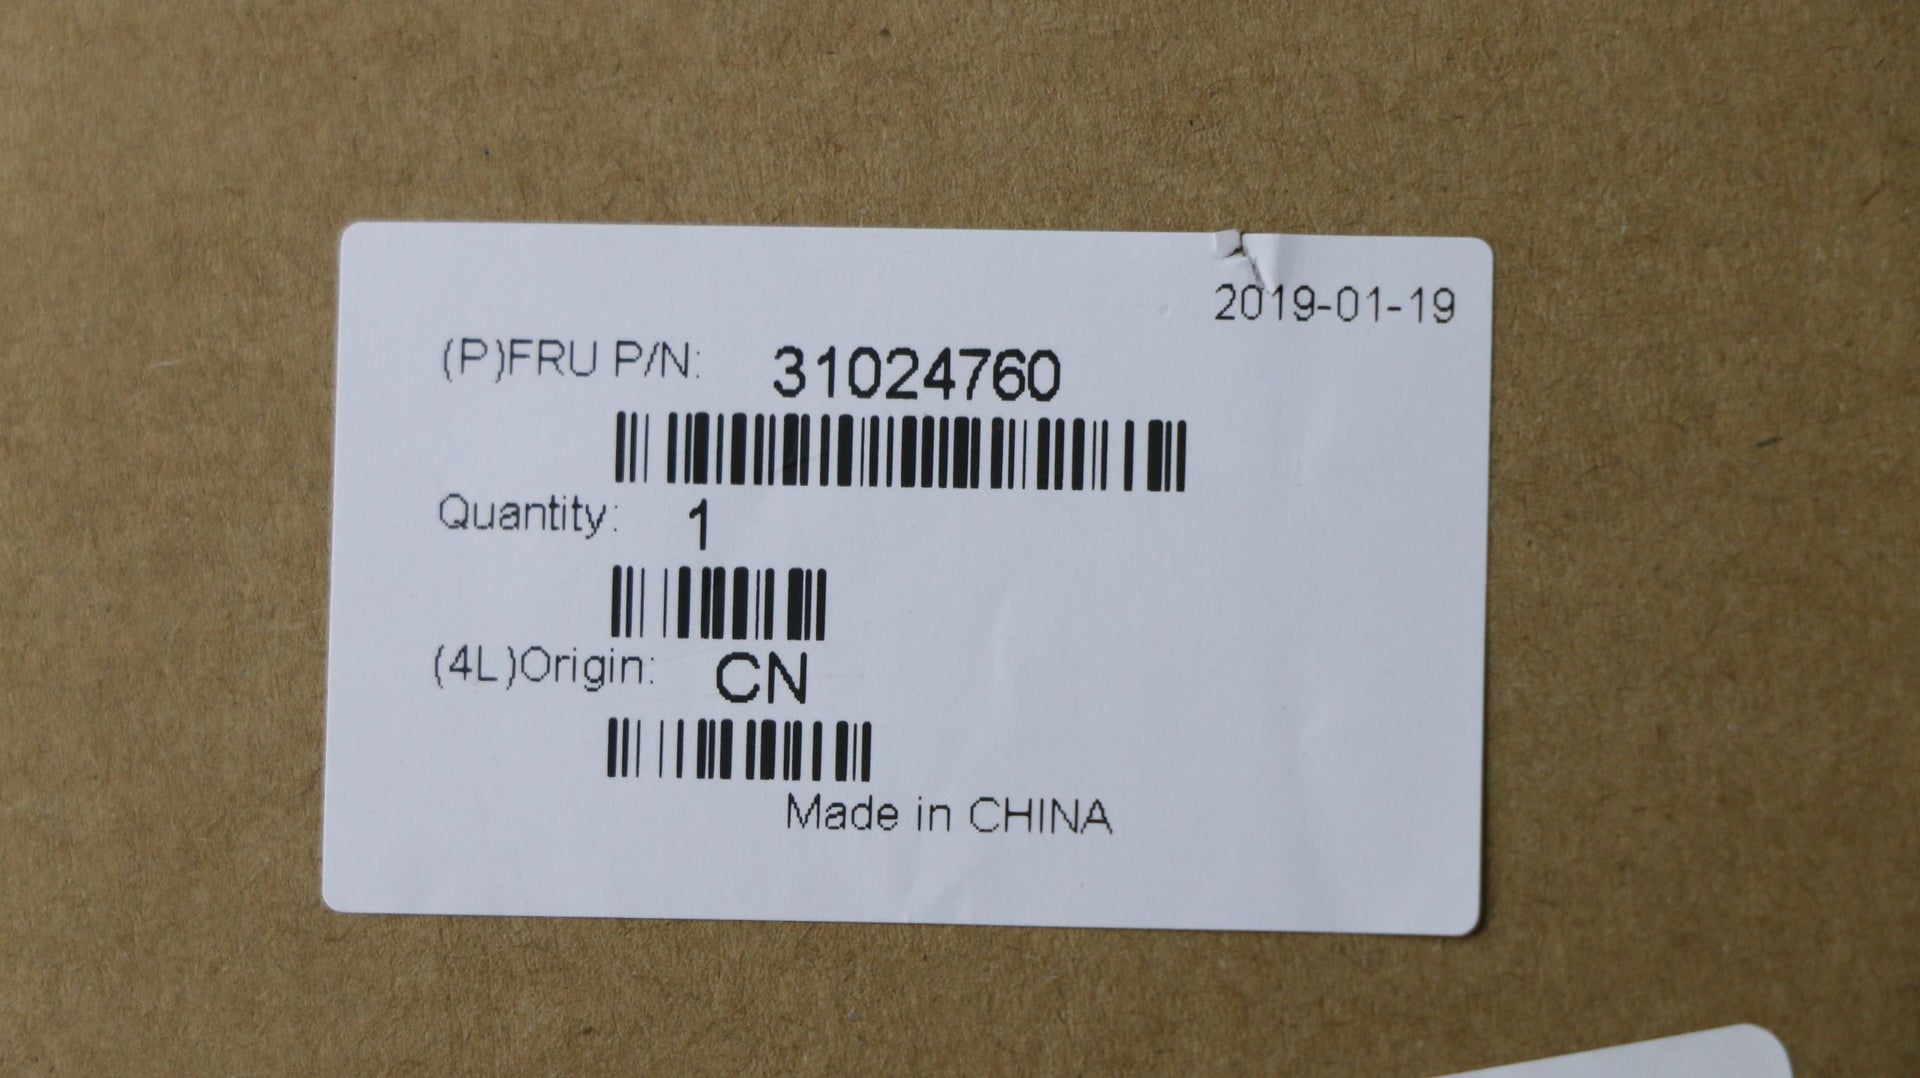 2019-01-19
(P)FRU P/N: 31024760
Quantity: 1
(4L)Origin: CN
Made in CHINA